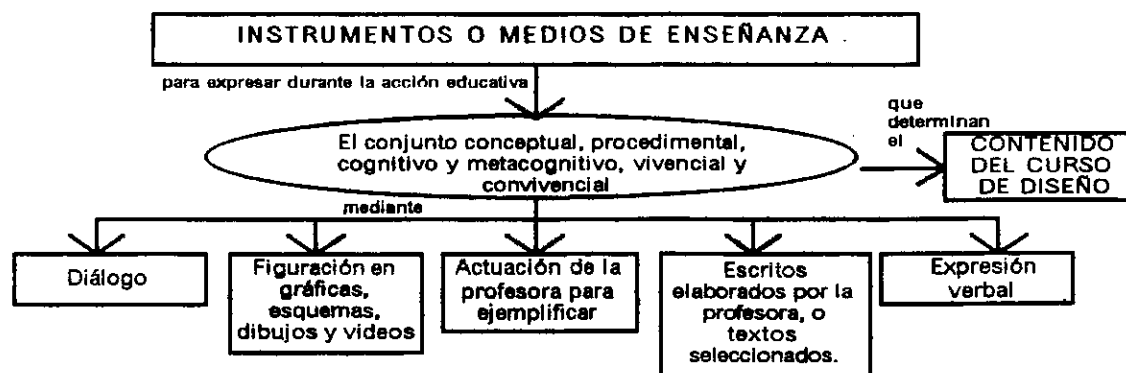 INSTRUMENTOS O MEDIOS DE ENSEÑANZA
para expresar durante la acción educativa
que
determinan
el
El conjunto conceptual, procedimental,
cognitivo y metacognitivo, vivencial y
convivencial
CONTENIDO
DEL CURSO
DE DISEÑO
mediante
Diálogo
Figuración en
gráficas,
esquemas,
dibujos y videos
Actuación de la
profesora para
ejemplificar
Escritos
elaborados por la
profesora, o
textos
seleccionados.
Expresión
verbal